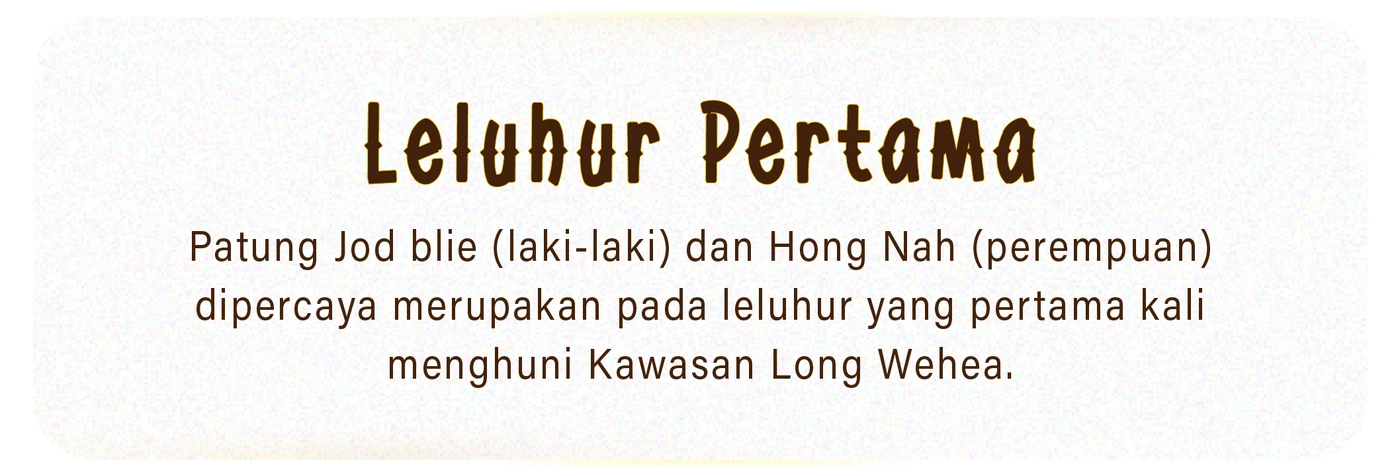 Leluhur Pertama
Patung Jod blie (laki-laki) dan Hong Nah (perempuan)
dipercaya merupakan pada leluhur yang pertama kali
menghuni Kawasan Long Wehea.